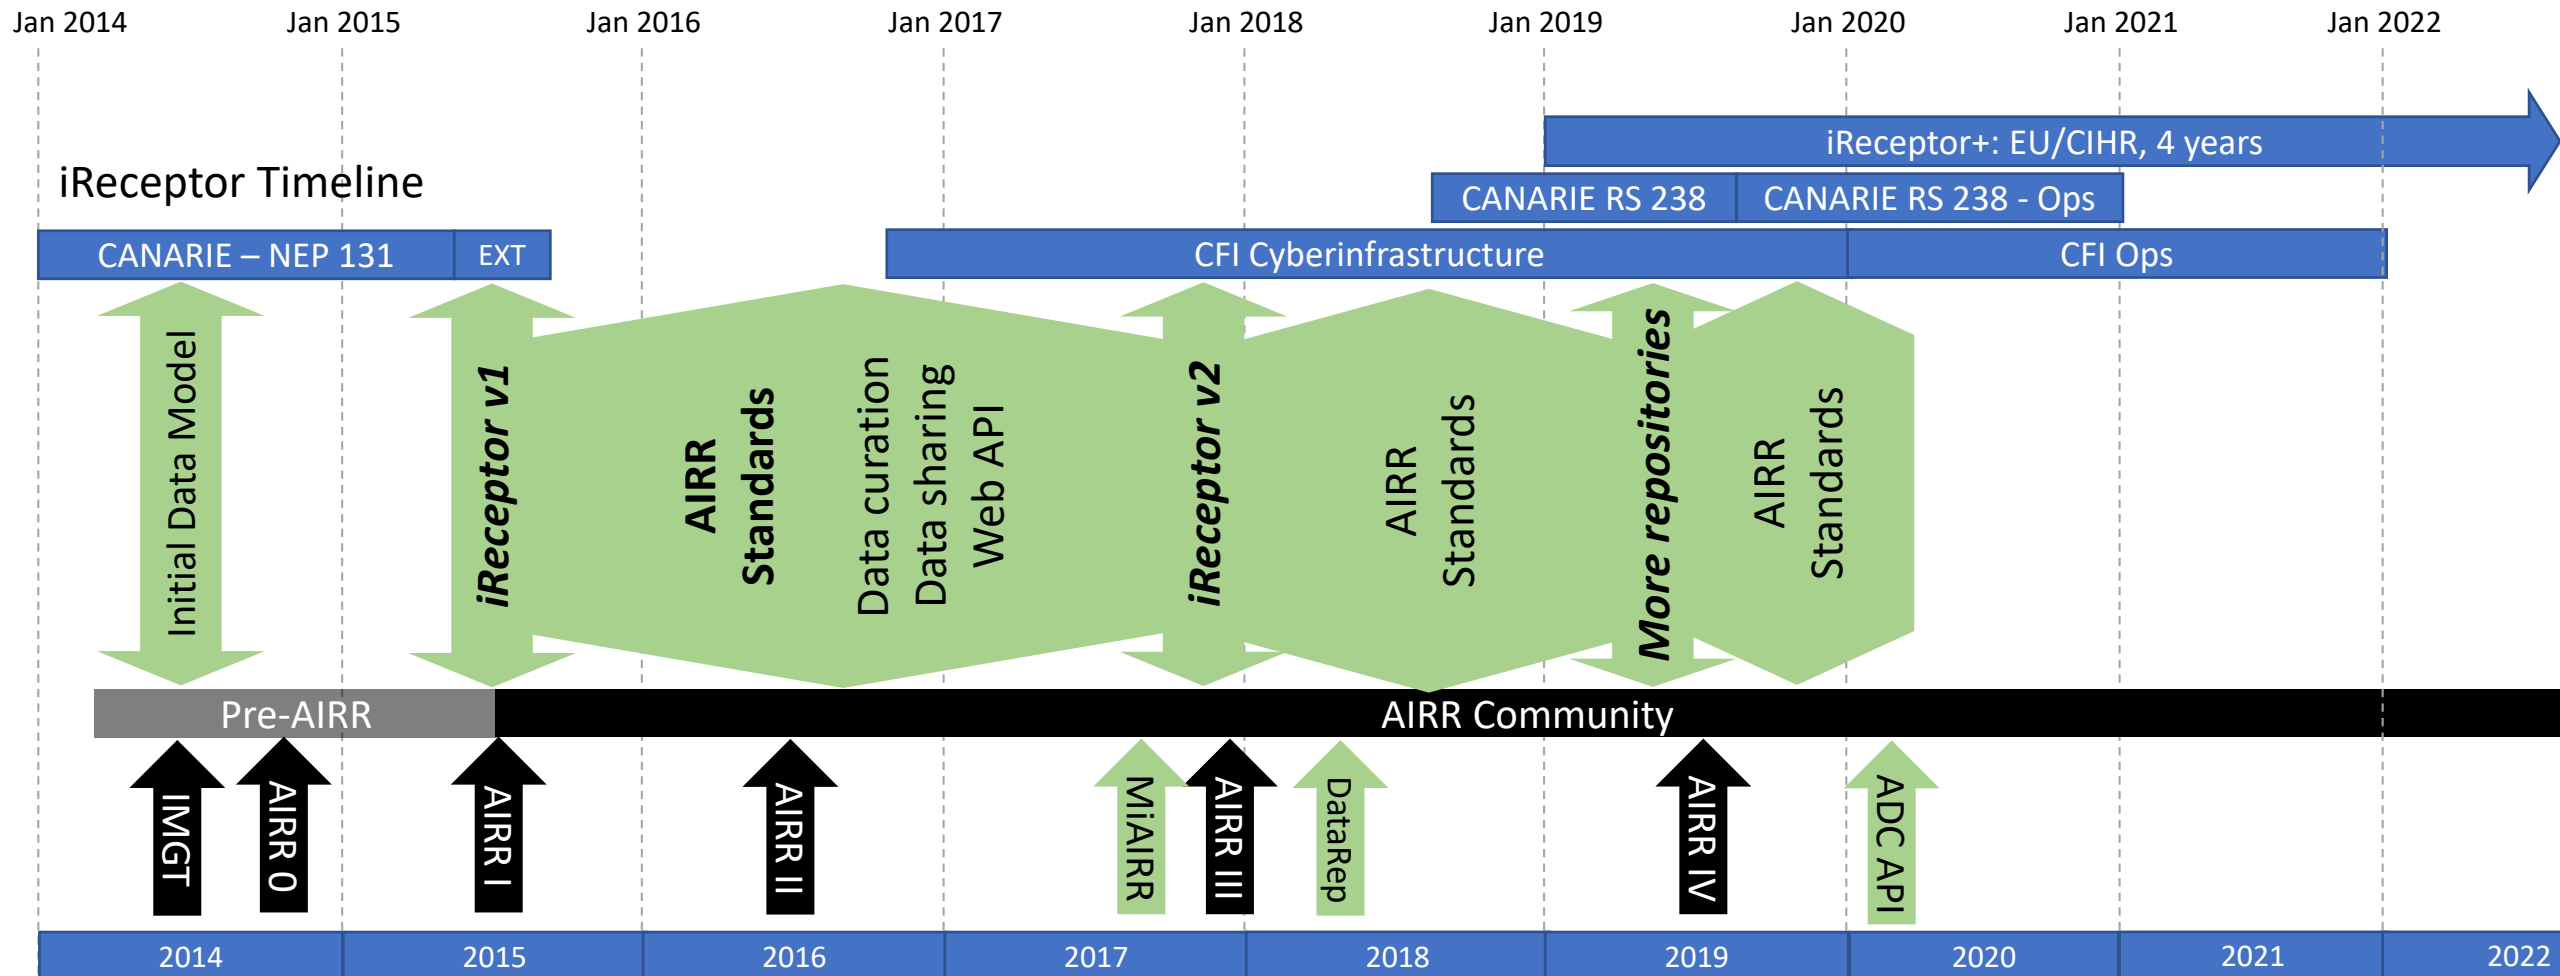 Jan 2014
Jan 2015
Jan 2016
Jan 2017
Jan 2018
Jan 2019
Jan 2020
Jan 2021
Jan 2022
iReceptor+: EU/CIHR, 4 years
iReceptor Timeline
CANARIE RS 238
CANARIE RS 238 - Ops
CANARIE – NEP 131
EXT
CFI Cyberinfrastructure
CFI Ops
Initial Data Model
iReceptor v1
AIRR
Standards
Data curation
Data sharing
Web API
iReceptor v2
AIRR
Standards
More repositories
AIRR
Standards
Pre-AIRR
AIRR Community
IMGT
AIRR 0
AIRR I
AIRR II
MiAIRR
AIRR III
DataRep
AIRR IV
ADC API
2014
2015
2016
2017
2018
2019
2020
2021
2022